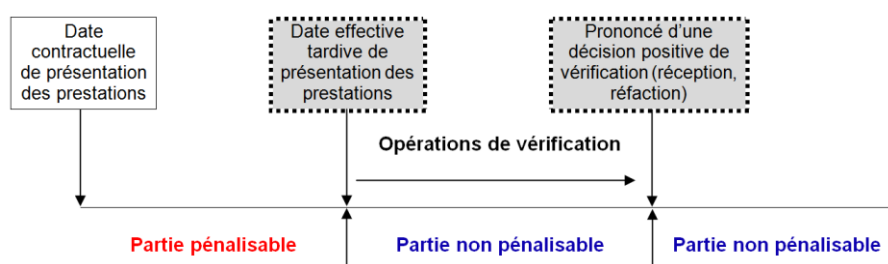 Date
contractuelle
de présentation
des prestations
Date effective
tardive de
présentation des
prestations
Prononcé d'une
décision positive de
vérification (réception,
réfaction)
Opérations de vérification
Partie pénalisable
Partie non pénalisable
Partie non pénalisable